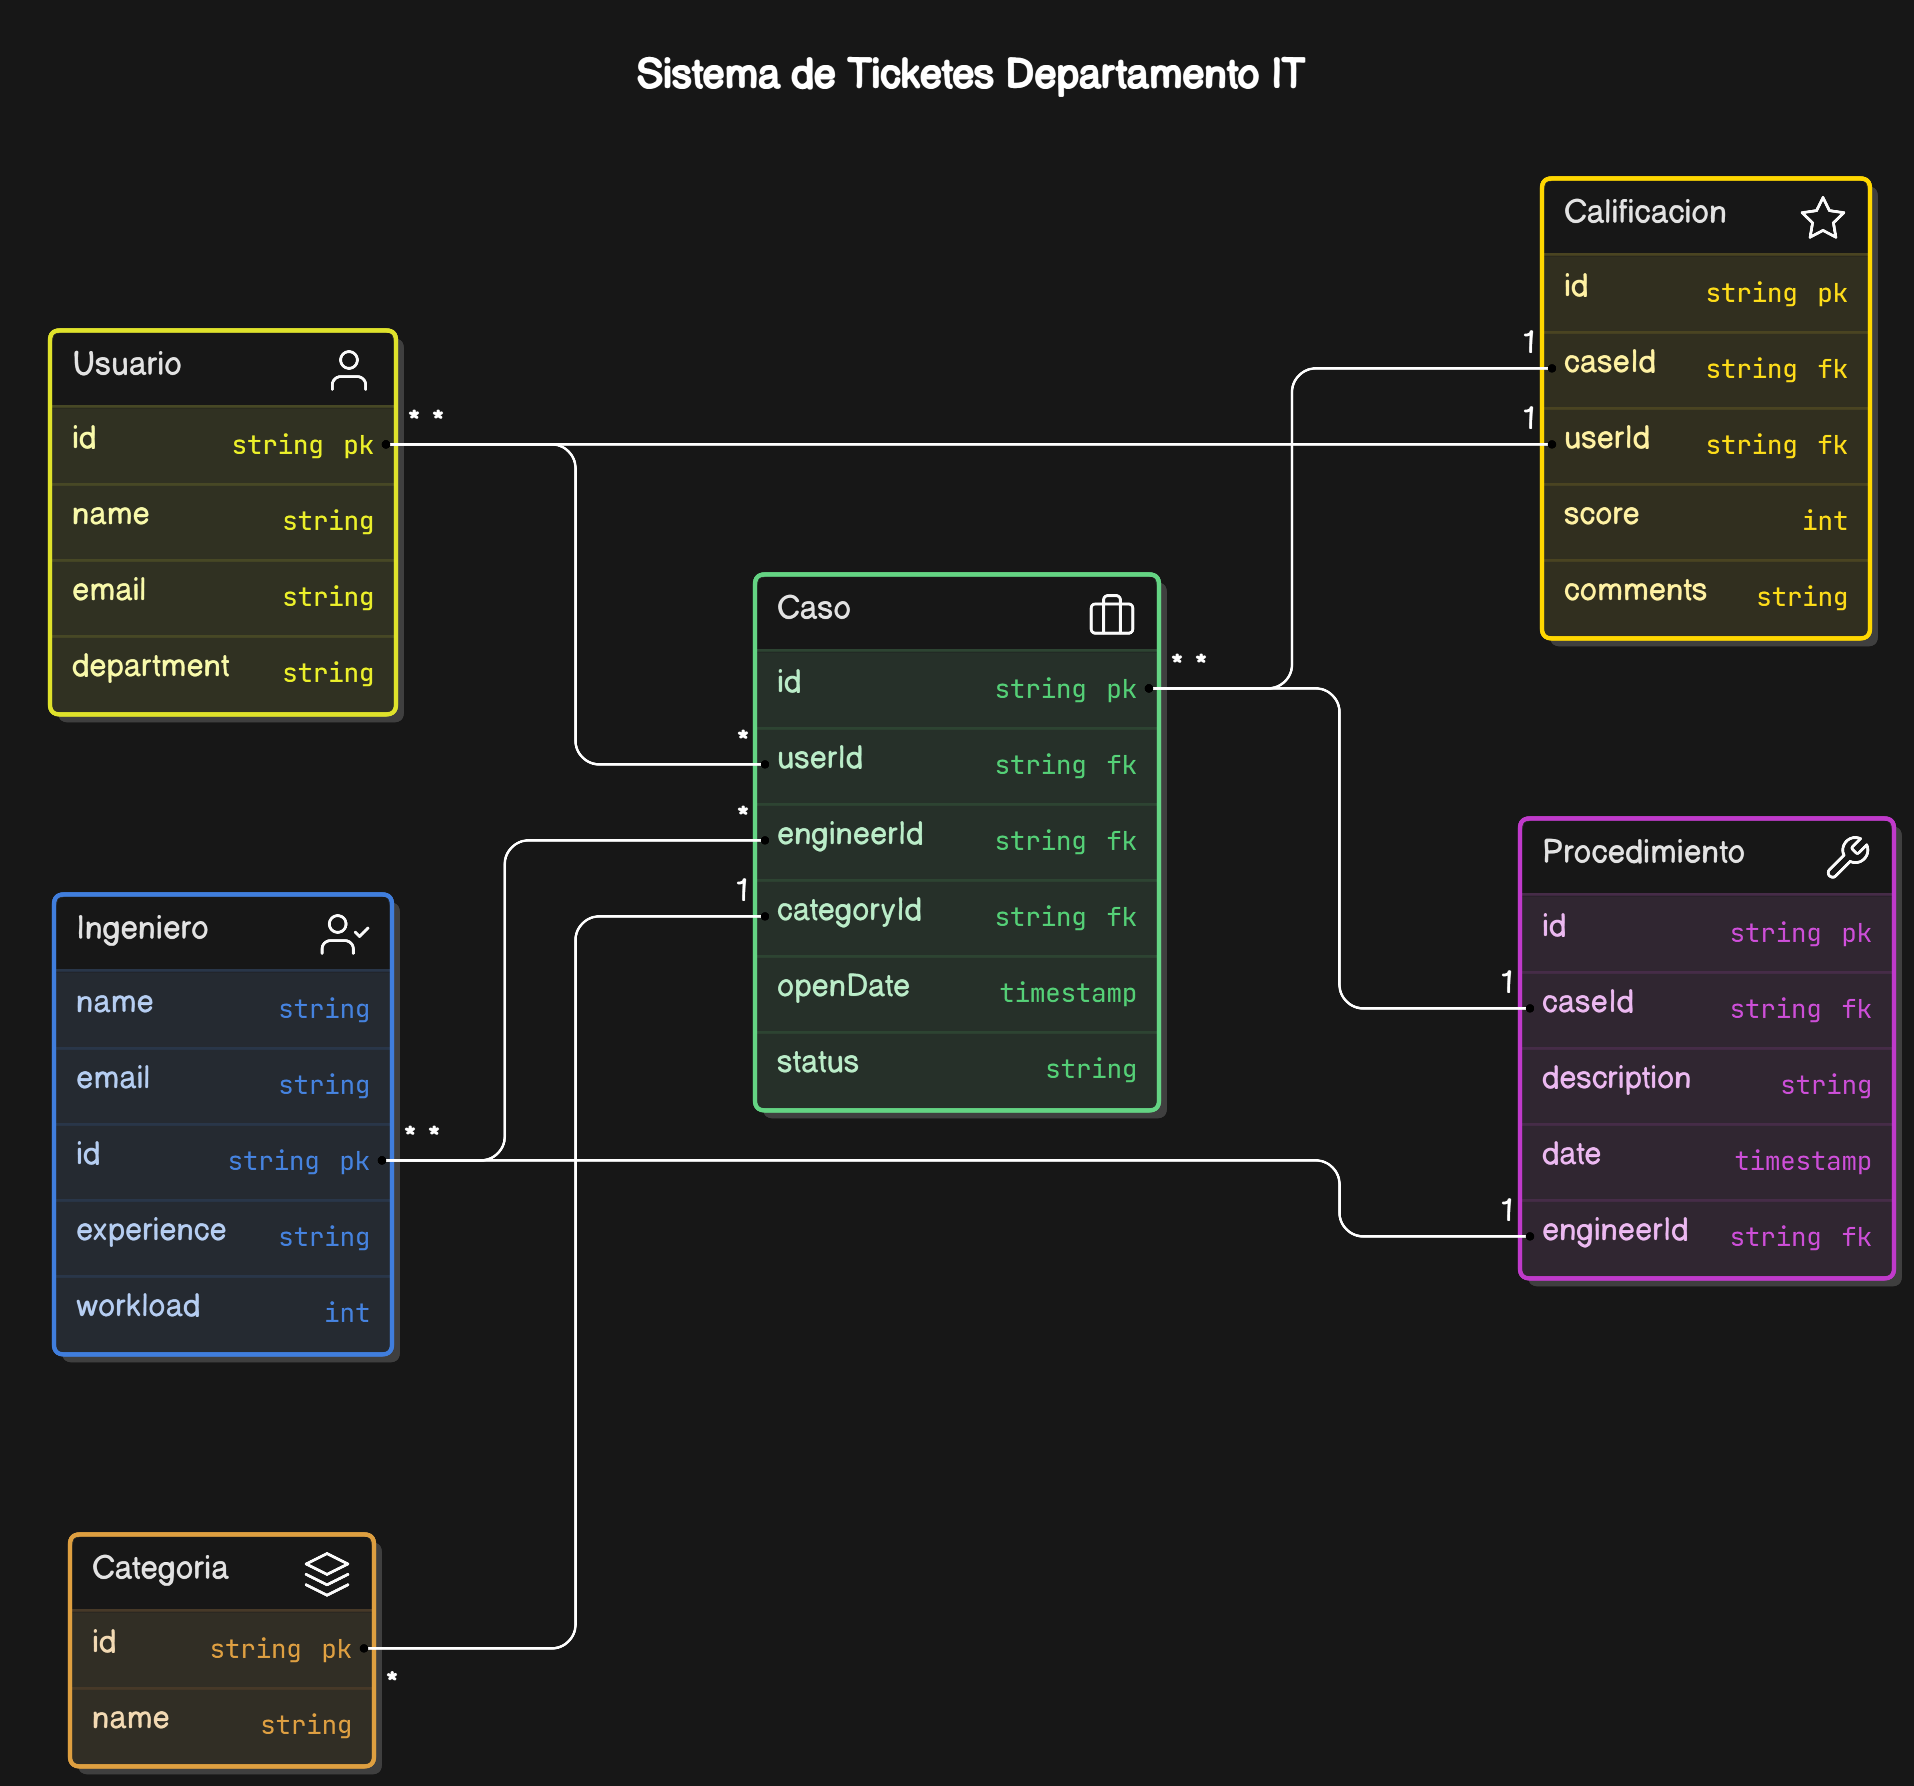 Sistema de Ticketes Departamento IT
Usuario
* *
id string pk
name string
email string
department string
Ingeniero
name string
email string
* *
id string pk
experience string
workload int
Categoria
id string pk
*
name string
Caso
* *
id string pk
*
userId string fk
*
engineerId string fk
1
categoryId string fk
openDate timestamp
status string
Calificacion
id string pk
1
caseId string fk
1
userId string fk
score int
comments string
Procedimiento
id string pk
1
caseId string fk
description string
date timestamp
1
engineerId string fk